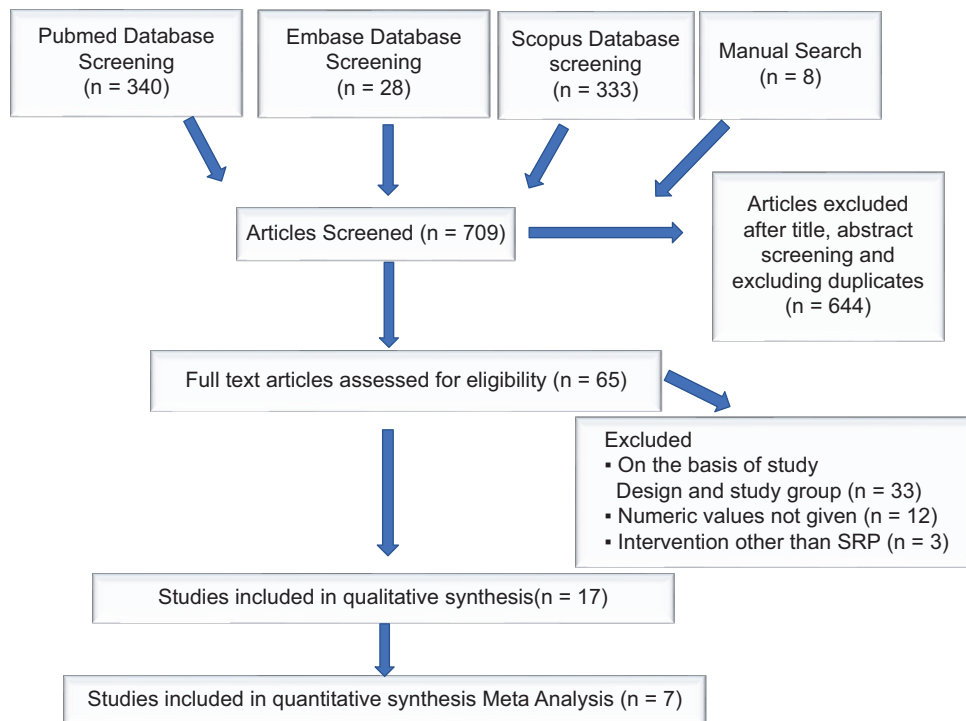 Pubmed Database
Screening
(n = 340)
Embase Database
Screening
(n = 28)
Scopus Database
screening
(n = 333)
Manual Search
(n = 8)
Articles Screened (n = 709)
Articles excluded
after title, abstract
screening and
excluding duplicates
(n = 644)
Full text articles assessed for eligibility (n = 65)
Excluded
▪ On the basis of study
Design and study group (n = 33)
▪ Numeric values not given (n = 12)
▪ Intervention other than SRP (n = 3)
Studies included in qualitative synthesis(n = 17)
Studies included in quantitative synthesis Meta Analysis (n = 7)